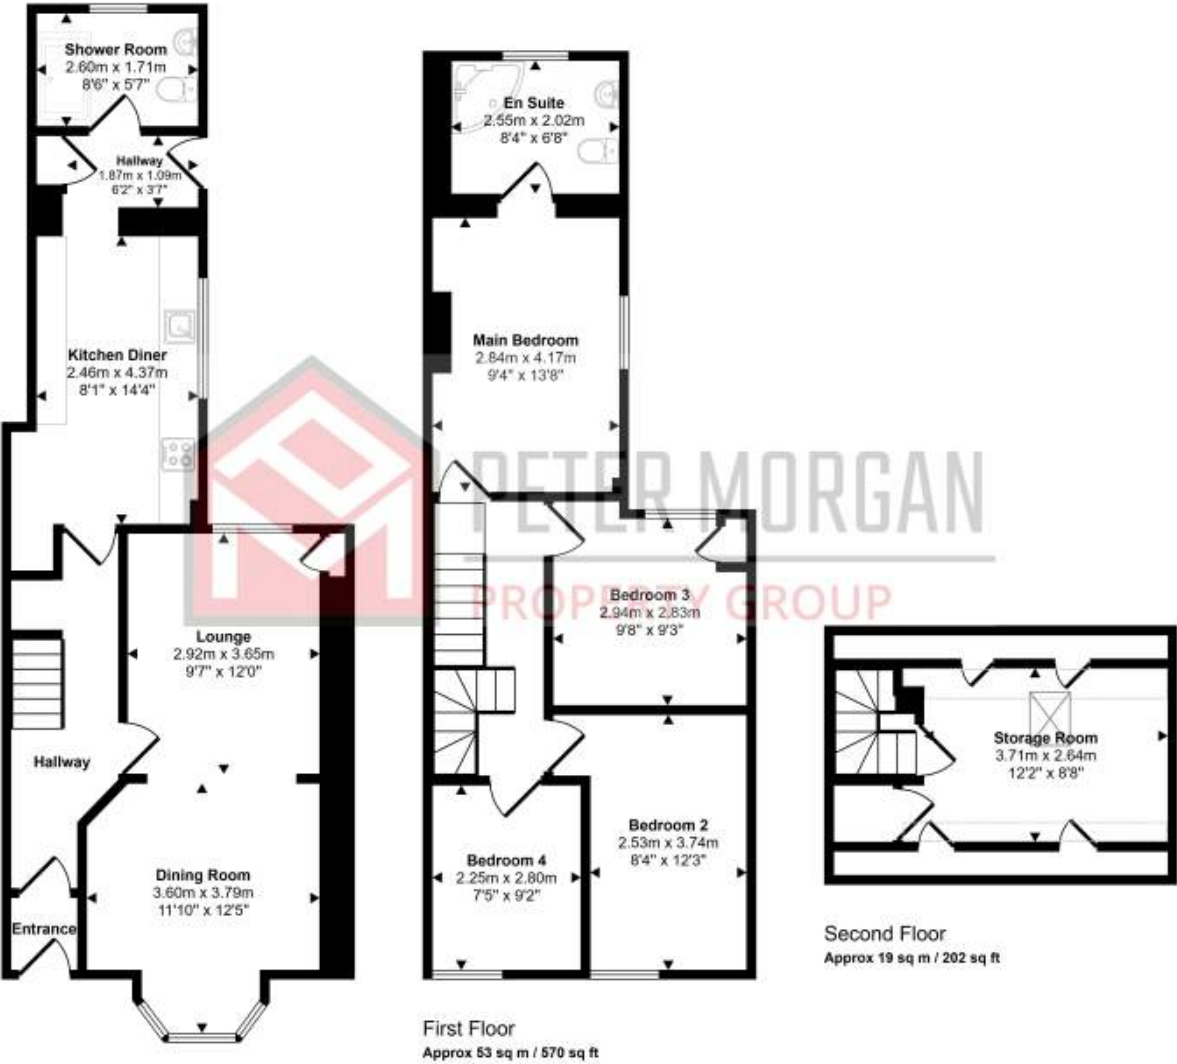 Shower Room
2.60m x 1.71m
8'6" x 5'7"
Hallway
1.87m x 1.09m
6'2" x 3'7"
Kitchen Diner
2.46m x 4.37m
8'1" x 14'4"
Lounge
2.92m x 3.65m
9'7" x 12'0"
Hallway
Dining Room
3.60m x 3.79m
11'10" x 12'5"
Entrance
En Suite
2.55m x 2.02m
8'4" x 6'8"
Main Bedroom
2.84m x 4.17m
9'4" x 13'8"
PETER MORGAN
PROPERTY GROUP
Bedroom 3
2.94m x 2.83m
9'8" x 9'3"
Bedroom 2
2.53m x 3.74m
8'4" x 12'3"
Bedroom 4
2.25m x 2.80m
7'5" x 9'2"
First Floor
Approx 53 sq m / 570 sq ft
Storage Room
3.71m x 2.64m
12'2" x 8'8"
Second Floor
Approx 19 sq m / 202 sq ft